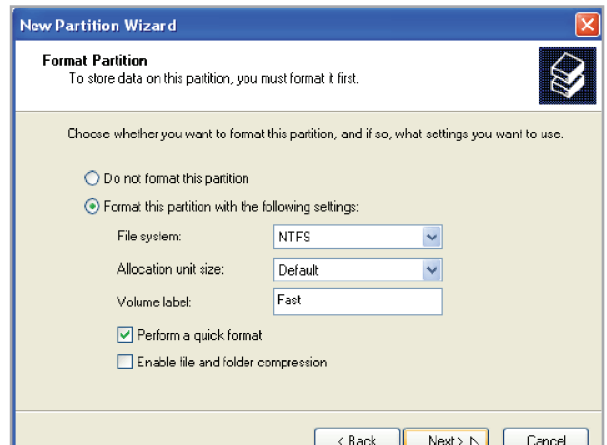 New Partition Wizard
Format Partition
To store data on this partition, you must format it first.
Choose whether you want to format this partition, and if so, what settings you want to use.
Do not format this partition
Format this partition with the following settings:
File system: NTFS
Allocation unit size: Default
Volume label: Fast
Perform a quick format
Enable file and folder compression
< Back Next > Cancel